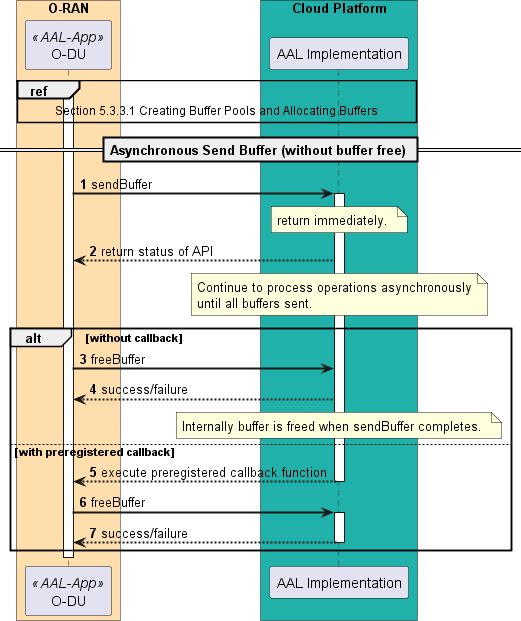 O-RAN
Cloud Platform
« AAL-App»
O-DU
AAL Implementation
ref
Section 5.3.3.1 Creating Buffer Pools and Allocating Buffers
Asynchronous Send Buffer (without buffer free)
1 sendBuffer
return immediately.
2 return status of API
Continue to process operations asynchronously
until all buffers sent.
alt [without callback]
3 freeBuffer
4 success/failure
Internally buffer is freed when sendBuffer completes.
[with preregistered callback]
5 execute preregistered callback function
6 freeBuffer
7 success/failure
« AAL-App»
O-DU
AAL Implementation